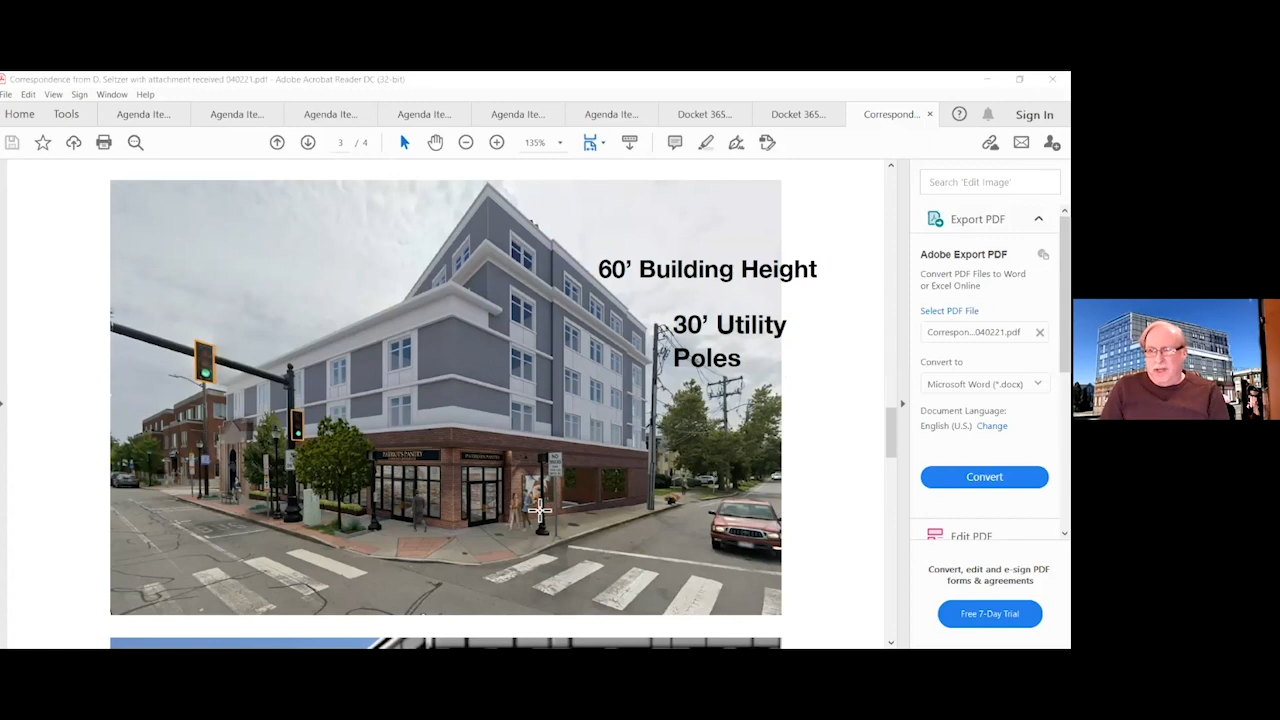 Correspondence from D. Seltzer with attachment received 040221.pdf - Adobe Acrobat Reader DC (32-bit)
File Edit View Sign Window Help
Home Tools Agenda Ite... Agenda Ite... Agenda Ite... Agenda Ite... Agenda Ite... Agenda Ite... Docket 365... Docket 365... Correspond... × Sign In
3 / 4 135%
Search 'Edit Image'
Export PDF
Adobe Export PDF
Convert PDF Files to Word
or Excel Online
Select PDF File
Correspon...040221.pdf
Convert to
Microsoft Word (*.docx)
Document Language:
English (U.S.) Change
Convert
Edit PDF
Convert, edit and e-sign PDF
forms & agreements
Free 7-Day Trial
60’ Building Height
30’ Utility
Poles
PATRIOT'S PANTRY
NO